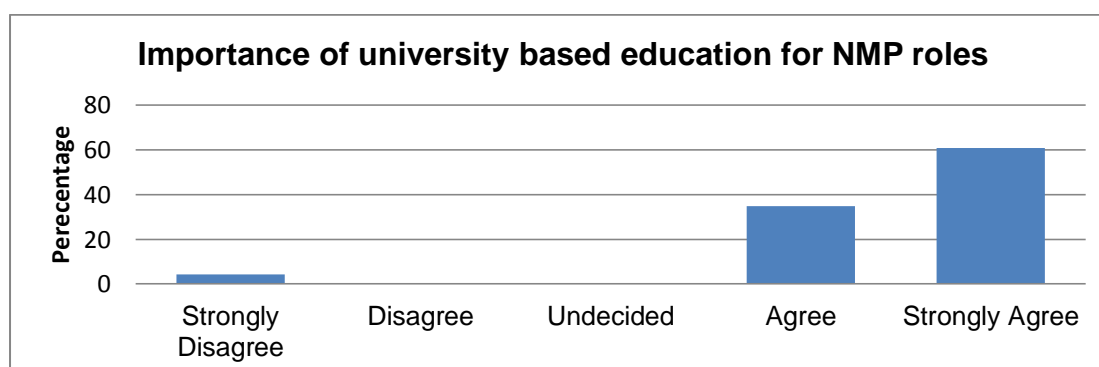 Importance of university based education for NMP roles
Perecentage
80
60
40
20
0
Strongly
Disagree
Disagree
Undecided
Agree
Strongly Agree